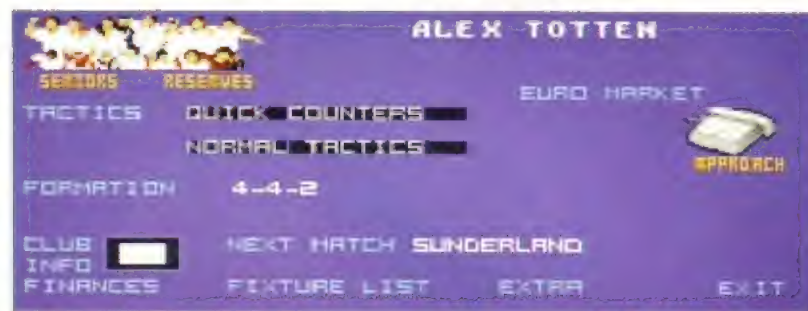 ALEX TOTTEN
SENIORS RESERVES
EURO MARKET
TACTICS QUICK COUNTERS
NORMAL TACTICS
APPROACH
FORMATION 4-4-2
CLUB INFO
NEXT MATCH SUNDERLAND
FINANCES FIXTURE LIST EXTRA EXIT